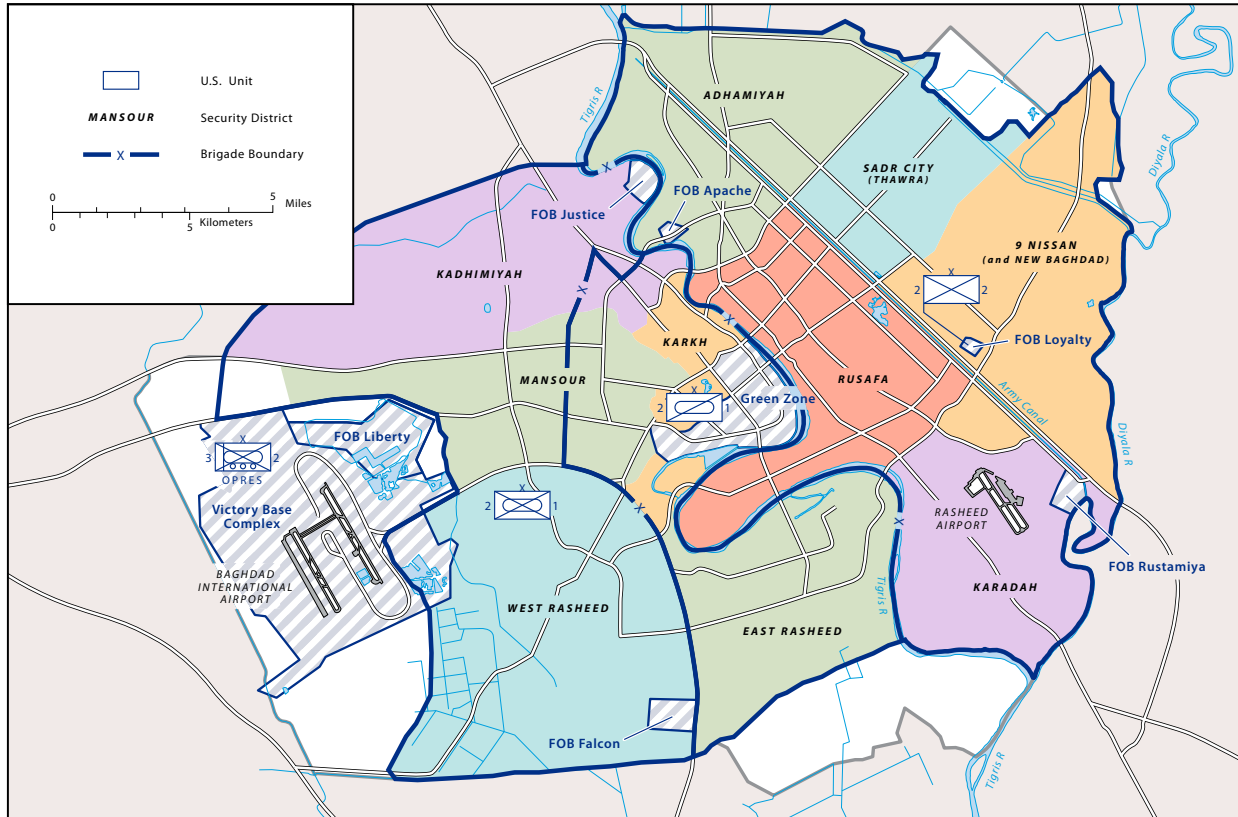 U.S. Unit
MANSOUR
Security District
X
Brigade Boundary
0
5
Miles
Kilometers
0
5
Tigris R
ADHAMIYAH
SADR CITY
(THAWRA)
Diyala R
X
FOB Apache
FOB Justice
9 NISSAN
(and NEW BAGHDAD)
KADHIMIYAH
X
2
2
X
X
FOB Loyalty
KARKH
MANSOUR
RUSAFA
Green Zone
X
2
1
Army Canal
FOB Liberty
X
3
2
OPRES
Diyala R
Victory Base
Complex
X
2
1
X
X
RASHEED
AIRPORT
BAGHDAD
INTERNATIONAL
AIRPORT
FOB Rustamiya
Tigris R
KARADAH
WEST RASHEED
EAST RASHEED
FOB Falcon
Tigris R